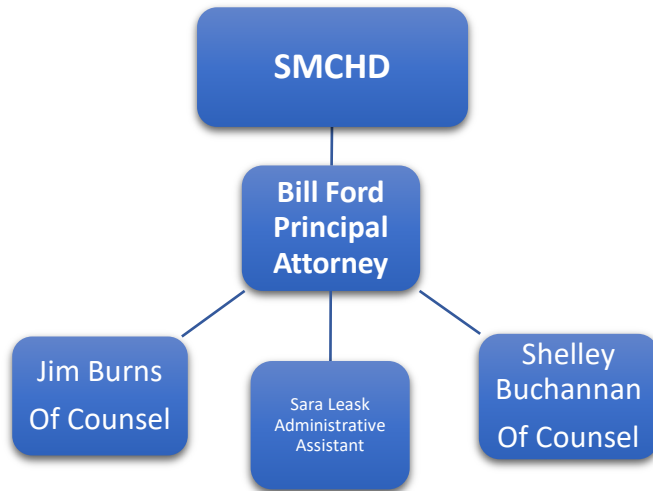 SMCHD
Bill Ford
Principal
Attorney
Jim Burns
Of Counsel
Sara Leask
Administrative
Assistant
Shelley
Buchannan
Of Counsel